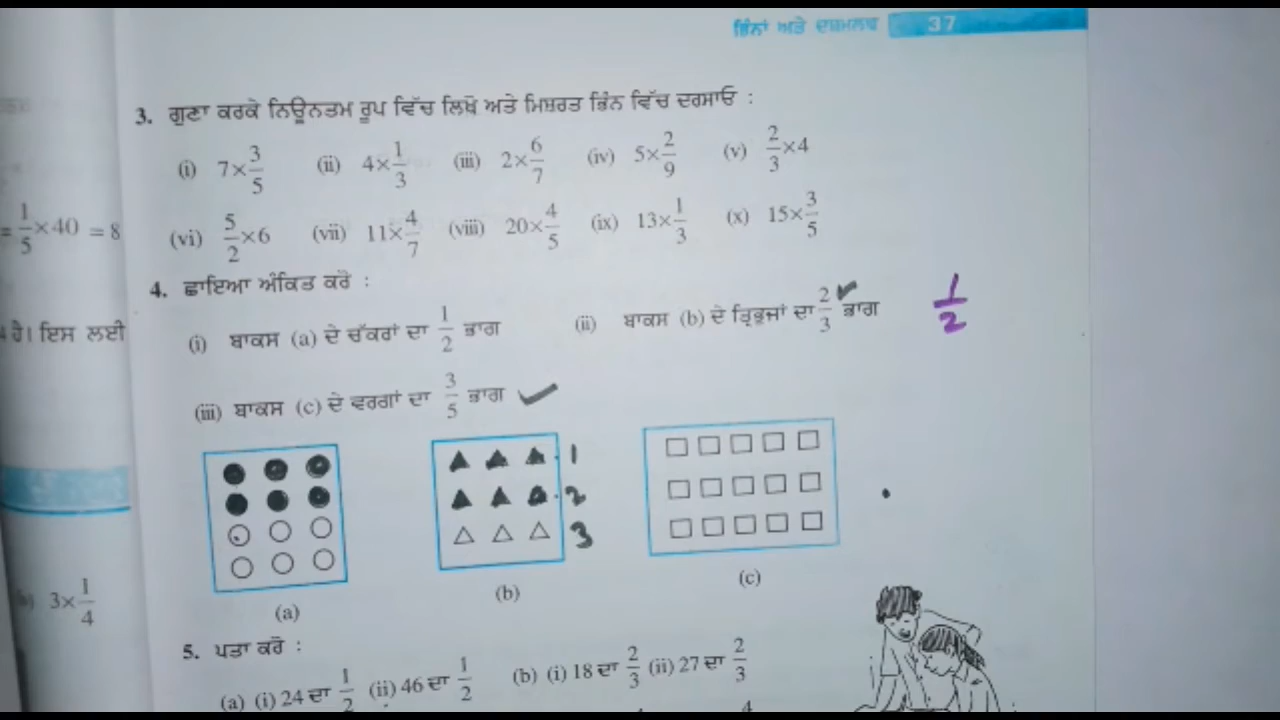 ਭਿੰਨਾਂ ਅਤੇ ਦਸ਼ਮਲਵ 37
3. ਗੁਣਾ ਕਰਕੇ ਨਿਊਨਤਮ ਰੂਪ ਵਿੱਚ ਲਿਖੋ ਅਤੇ ਮਿਸ਼ਰਤ ਭਿੰਨ ਵਿੱਚ ਦਰਸਾਓ :
(i) 7×3/5 (ii) 4×1/3 (iii) 2×6/7 (iv) 5×2/9 (v) 2/3×4
= 1/5×40 = 8
(vi) 5/2×6 (vii) 11×4/7 (viii) 20×4/5 (ix) 13×1/3 (x) 15×3/5
4. ਛਾਇਆ ਅੰਕਿਤ ਕਰੋ :
ਹੈ। ਇਸ ਲਈ
(i) ਬਾਕਸ (a) ਦੇ ਚੱਕਰਾਂ ਦਾ 1/2 ਭਾਗ (ii) ਬਾਕਸ (b) ਦੇ ਤ੍ਰਿਭੁਜਾਂ ਦਾ 2/3 ਭਾਗ 1/2
(iii) ਬਾਕਸ (c) ਦੇ ਵਰਗਾਂ ਦਾ 3/5 ਭਾਗ
1
2
3
(a) (b) (c)
3×1/4
5. ਪਤਾ ਕਰੋ :
(a) (i) 24 ਦਾ 1/2 (ii) 46 ਦਾ 1/2 (b) (i) 18 ਦਾ 2/3 (ii) 27 ਦਾ 2/3